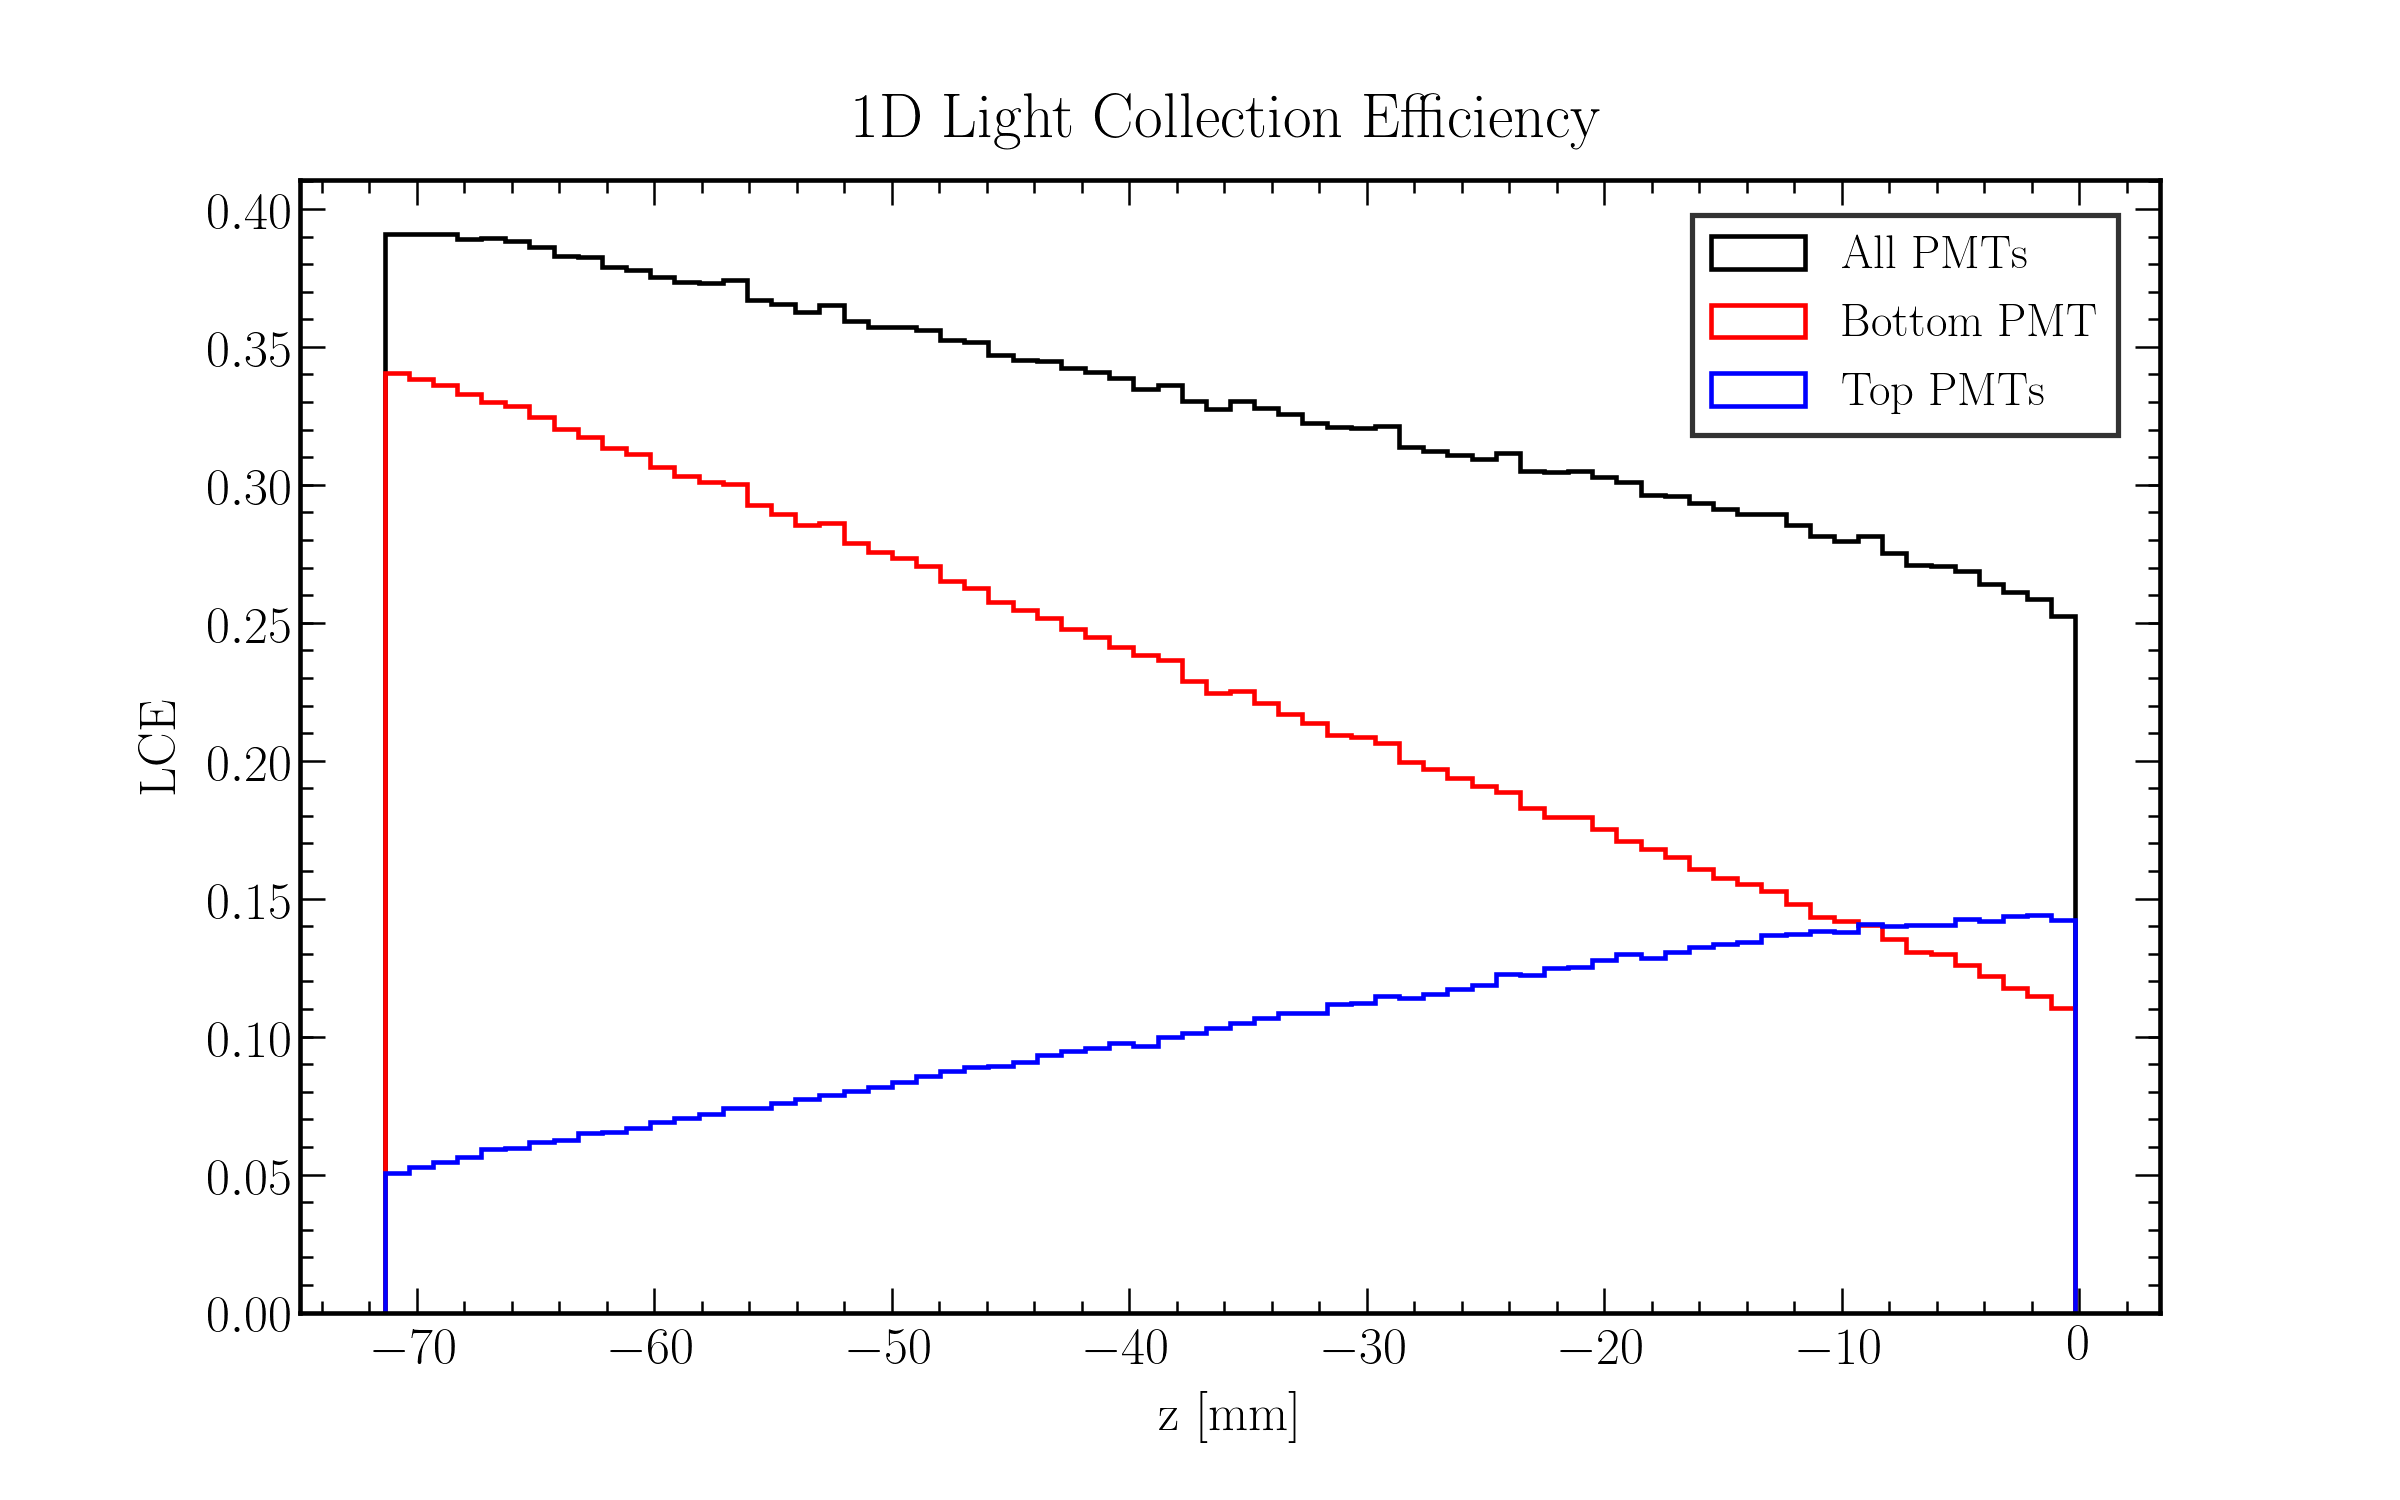 1D Light Collection Efficiency
All PMTs
Bottom PMT
Top PMTs
LCE
0.40
0.35
0.30
0.25
0.20
0.15
0.10
0.05
0.00
−70 −60 −50 −40 −30 −20 −10 0
z [mm]